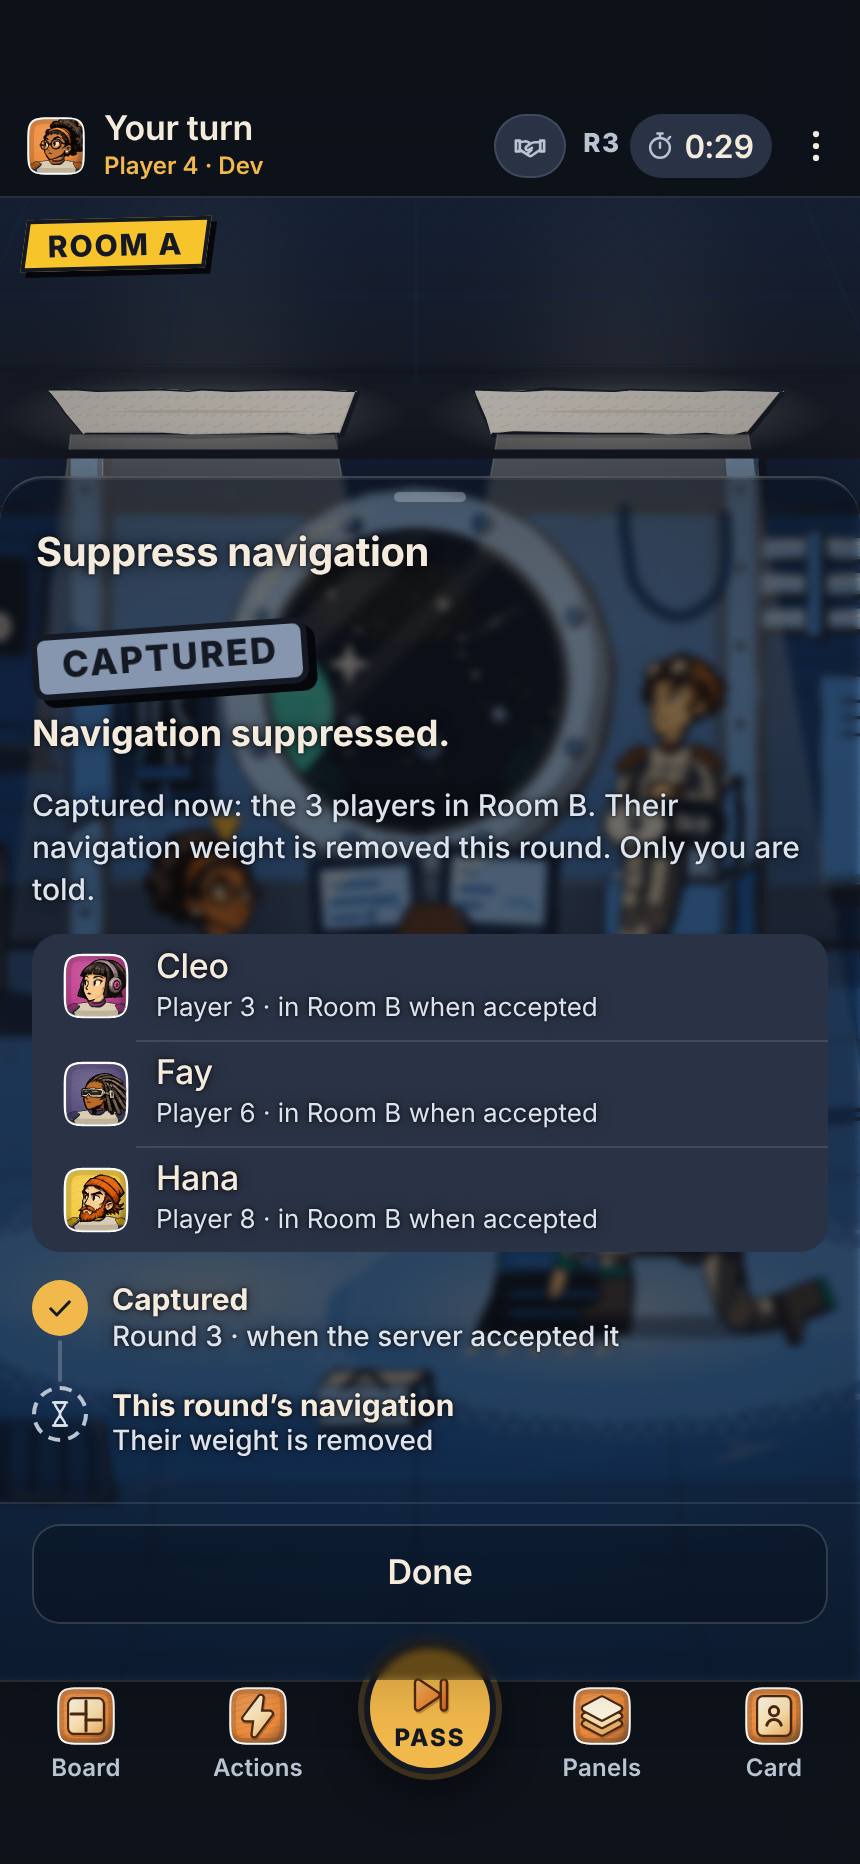 Your turn
Player 4 · Dev
R3
0:29
ROOM A
Suppress navigation
CAPTURED
Navigation suppressed.
Captured now: the 3 players in Room B. Their
navigation weight is removed this round. Only you are
told.
Cleo
Player 3 · in Room B when accepted
Fay
Player 6 · in Room B when accepted
Hana
Player 8 · in Room B when accepted
Captured
Round 3 · when the server accepted it
This round’s navigation
Their weight is removed
Done
PASS
Board
Actions
Panels
Card